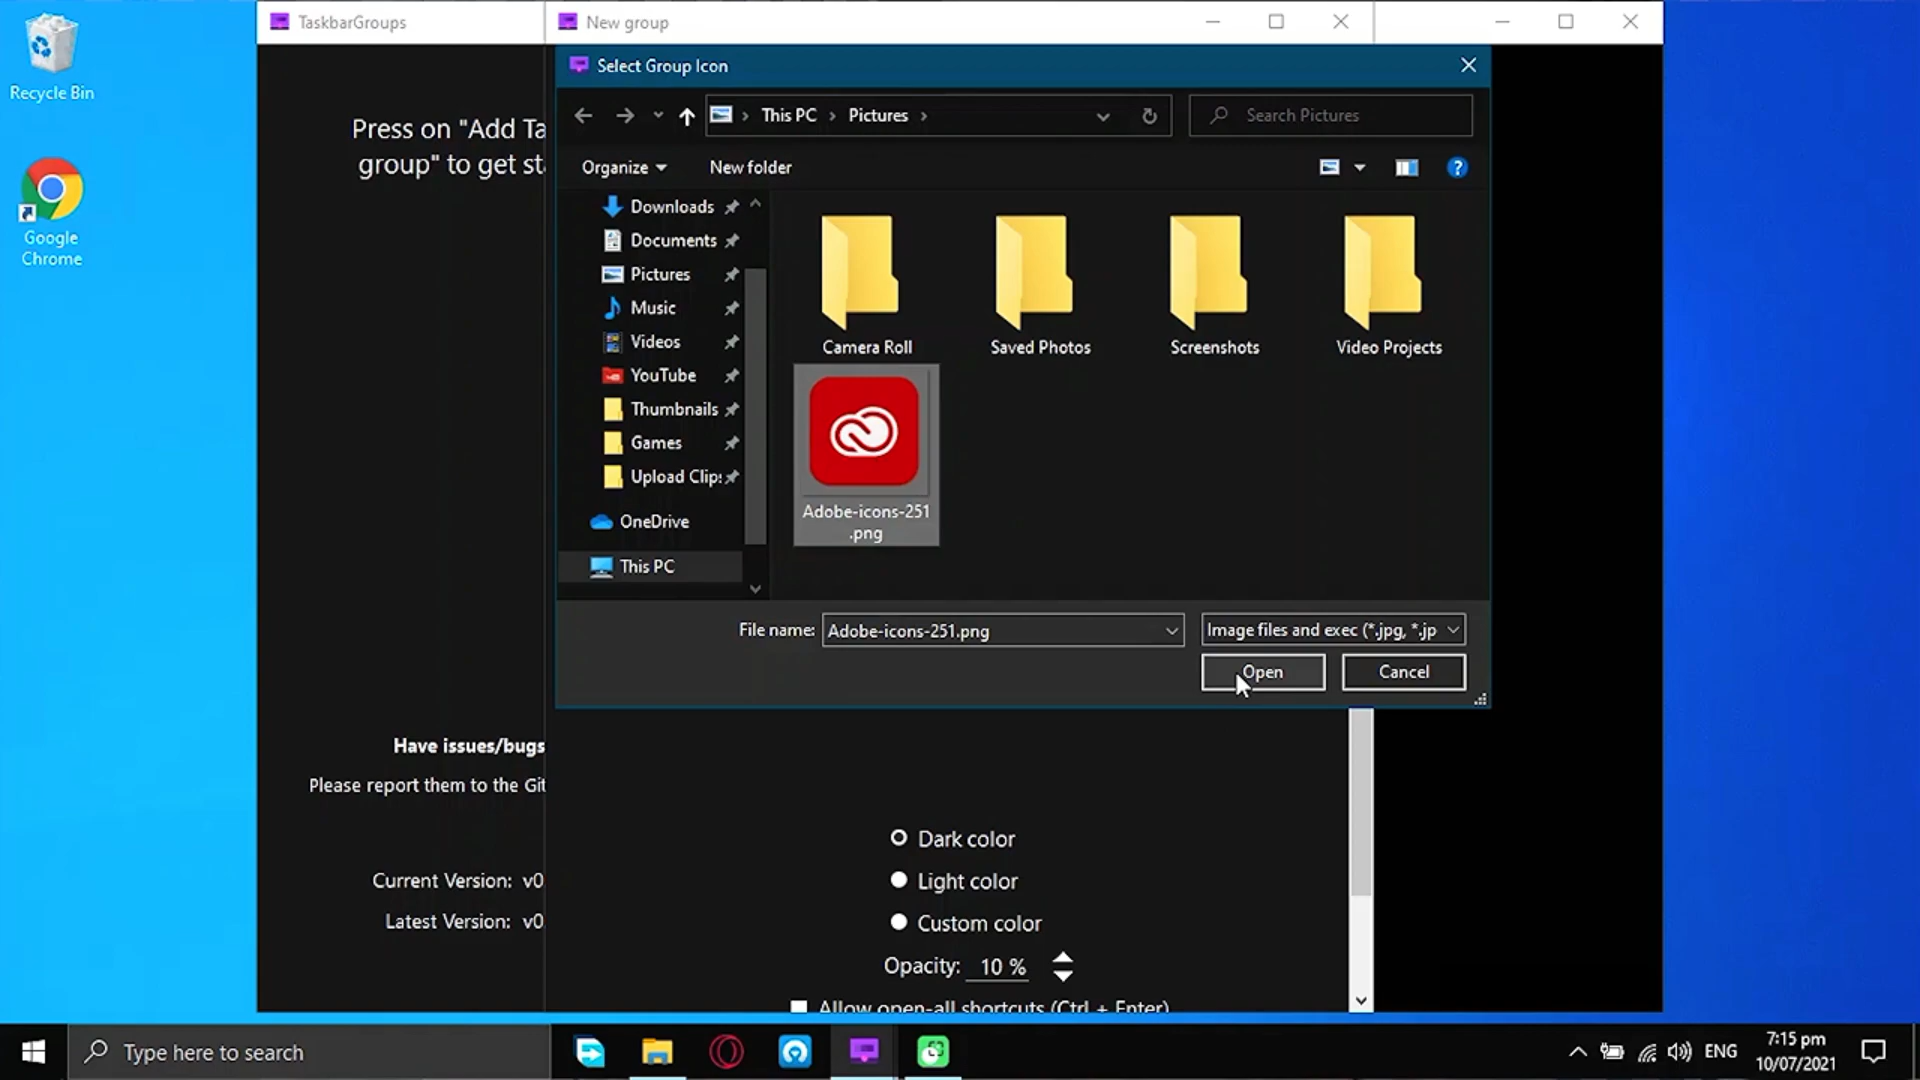 TaskbarGroups
New group
Recycle Bin
Google
Chrome
Press on "Add Ta
group" to get sta
Select Group Icon
This PC
Pictures
Search Pictures
Organize
New folder
Downloads
Documents
Pictures
Music
Videos
YouTube
Thumbnails
Games
Upload Clips
OneDrive
This PC
Camera Roll
Saved Photos
Screenshots
Video Projects
Adobe-icons-251
.png
File name:
Adobe-icons-251.png
Image files and exec (*.jpg, *.jp
Open
Cancel
Have issues/bugs
Please report them to the Git
Current Version: v0
Latest Version: v0
Dark color
Light color
Custom color
Opacity: 10 %
Allow open-all shortcuts (Ctrl + Enter)
Type here to search
ENG
7:15 pm
10/07/2021